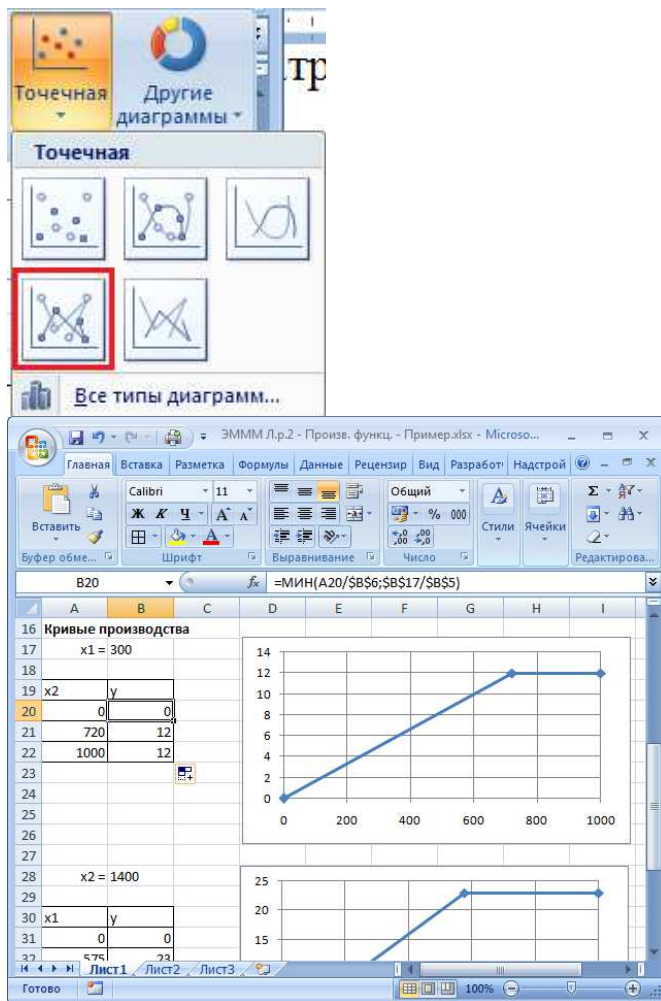 тр
Точечная Другие
диаграммы
Точечная
Все типы диаграмм...
ЭМММ Л.р.2 - Произв. функц. - Пример.xlsx - Microso...
Главная Вставка Разметка Формулы Данные Рецензир Вид Разработ Надстрой
Calibri 11 Общий Σ
Вставить Ж К Ч A A % 000 Стили Ячейки
Буфер обме... Шрифт Выравнивание Число Редактирова...
B20 fx =МИН(A20/$B$6;$B$17/$B$5)
A B C D E F G H I
16 Кривые производства
17 x1 = 300
18
19 x2 y
20 0 0
21 720 12
22 1000 12
23
24
25
26
27
28 x2 = 1400
29
30 x1 y
31 0 0
32 575 23
14
12
10
8
6
4
2
0
0 200 400 600 800 1000
25
20
15
Лист1 Лист2 Лист3
Готово 100%